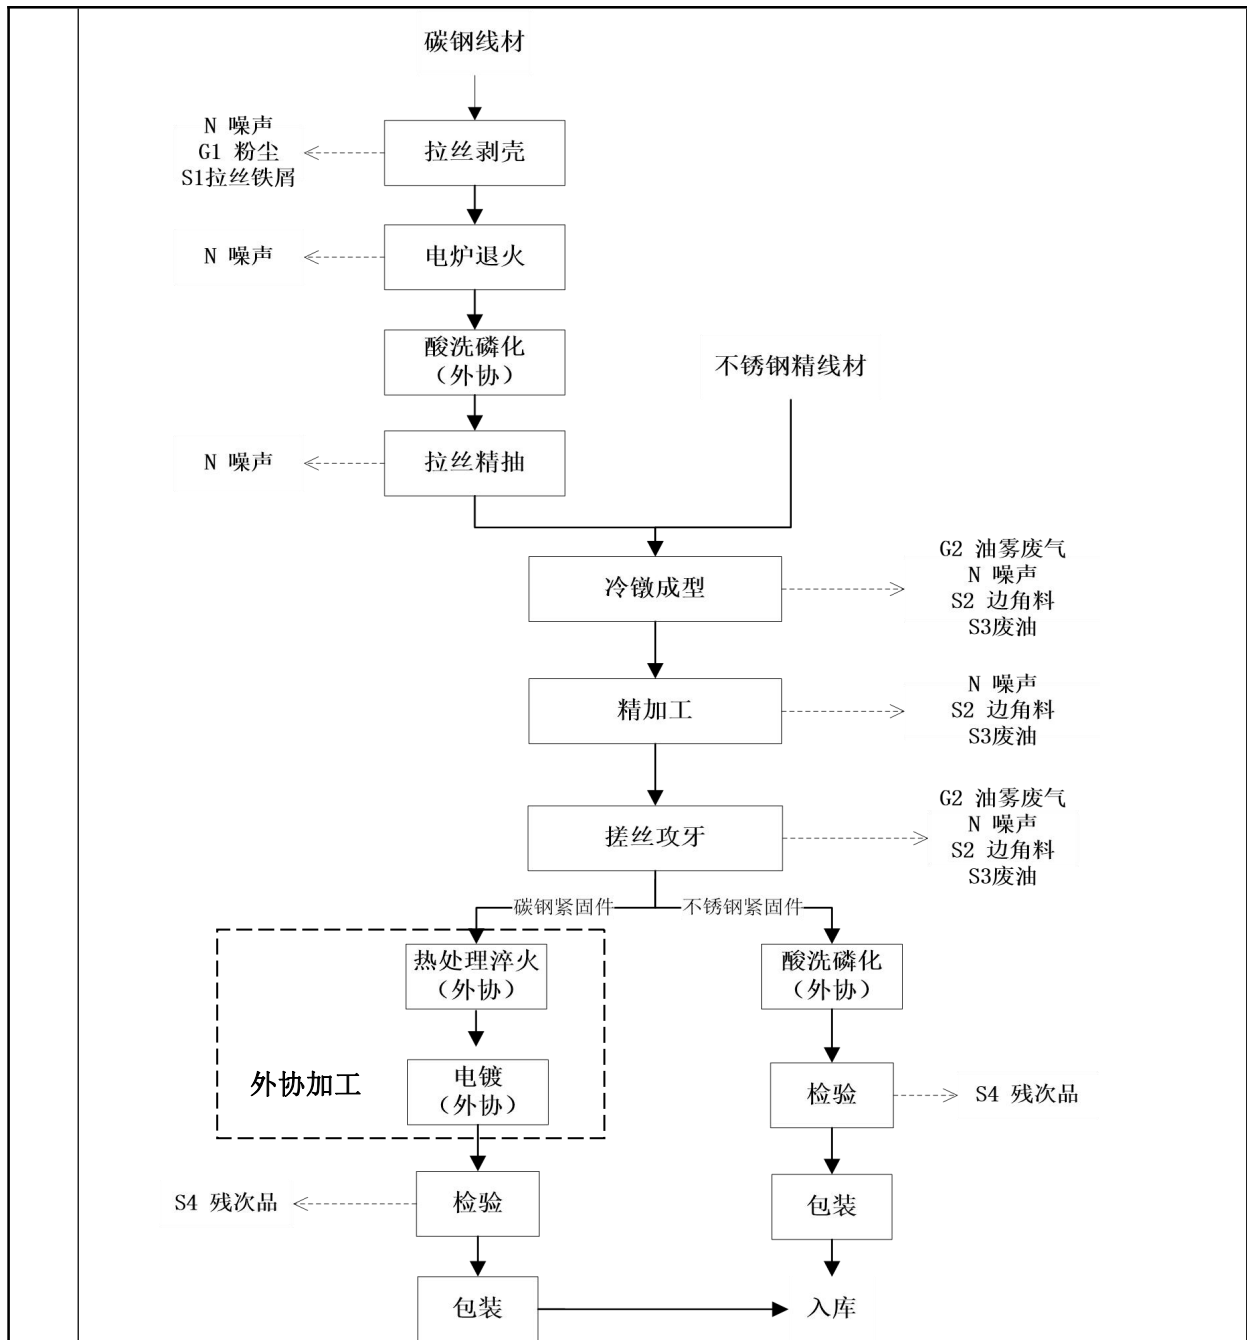 碳钢线材
N 噪声
G1 粉尘
S1拉丝铁屑
拉丝剥壳
N 噪声
电炉退火
酸洗磷化
（外协）
不锈钢精线材
N 噪声
拉丝精抽
冷镦成型
G2 油雾废气
N 噪声
S2 边角料
S3废油
精加工
N 噪声
S2 边角料
S3废油
搓丝攻牙
G2 油雾废气
N 噪声
S2 边角料
S3废油
碳钢紧固件
不锈钢紧固件
热处理淬火
（外协）
酸洗磷化
（外协）
外协加工
电镀
（外协）
检验
S4 残次品
S4 残次品
检验
包装
包装
入库